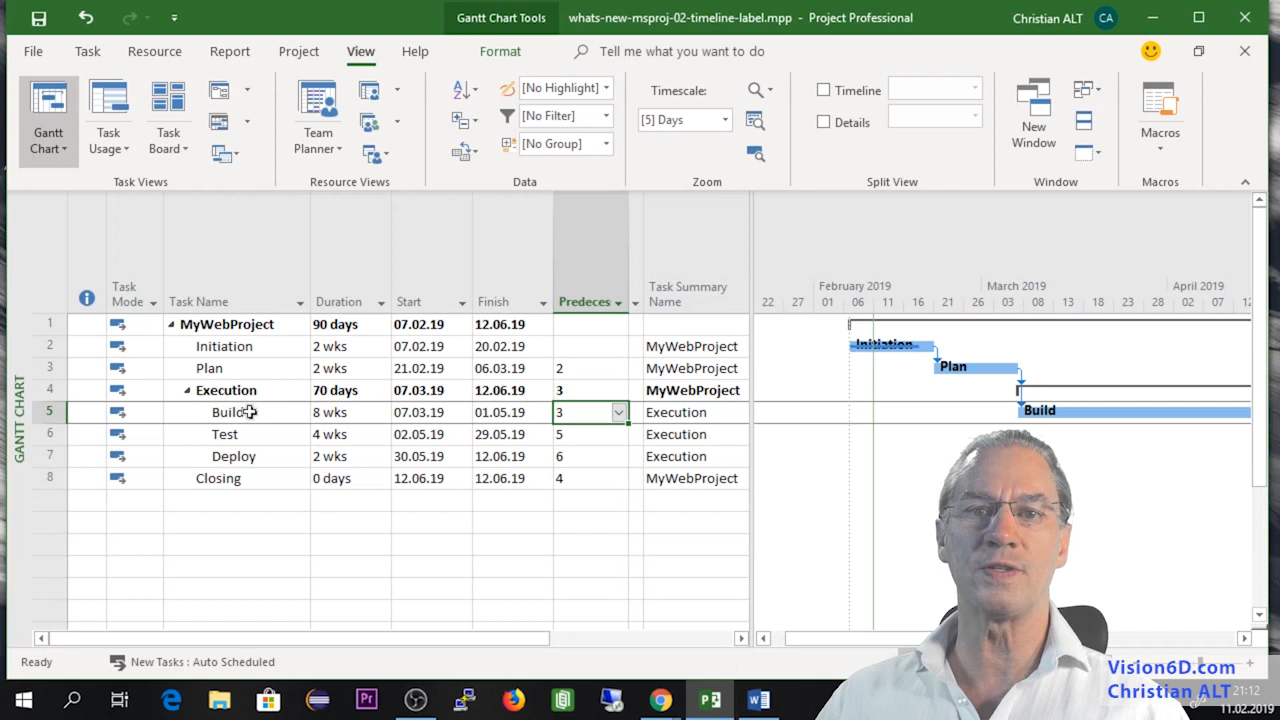 Gantt Chart Tools
whats-new-msproj-02-timeline-label.mpp - Project Professional
Christian ALT
CA
File Task Resource Report Project View Help Format Tell me what you want to do
Gantt Chart
Task Usage
Task Board
Team Planner
[No Highlight]
[No Filter]
[No Group]
Timescale:
[5] Days
Timeline
Details
New Window
Macros
Task Views Resource Views Data Zoom Split View Window Macros
GANTT CHART
Task Mode Task Name Duration Start Finish Predeces Task Summary Name
1 MyWebProject 90 days 07.02.19 12.06.19
2 Initiation 2 wks 07.02.19 20.02.19 MyWebProject
3 Plan 2 wks 21.02.19 06.03.19 2 MyWebProject
4 Execution 70 days 07.03.19 12.06.19 3 MyWebProject
5 Build 8 wks 07.03.19 01.05.19 3 Execution
6 Test 4 wks 02.05.19 29.05.19 5 Execution
7 Deploy 2 wks 30.05.19 12.06.19 6 Execution
8 Closing 0 days 12.06.19 12.06.19 4 MyWebProject
February 2019 March 2019 April 2019
22 27 01 06 11 16 21 26 03 08 13 18 23 28 02 07 12
Initiation
Plan
Build
Ready New Tasks : Auto Scheduled
Vision6D.com
Christian ALT
21:12
11.02.2019